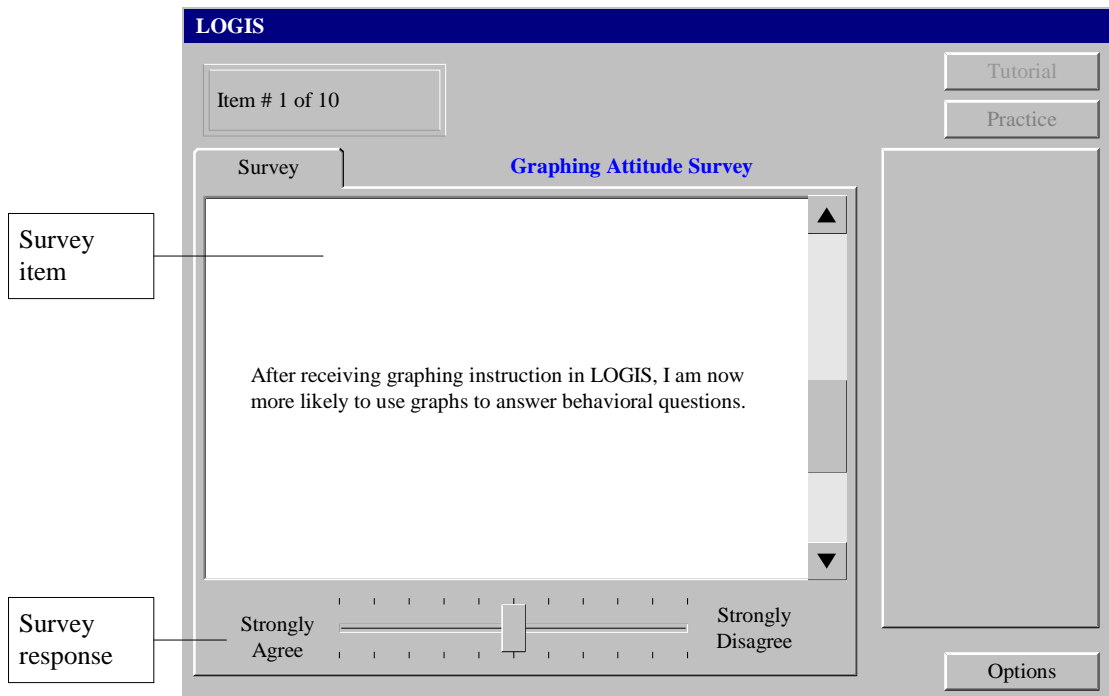 LOGIS
Item # 1 of 10
Tutorial
Practice
Survey
Graphing Attitude Survey
Survey
item
After receiving graphing instruction in LOGIS, I am now
more likely to use graphs to answer behavioral questions.
Survey
response
Strongly
Agree
Strongly
Disagree
Options